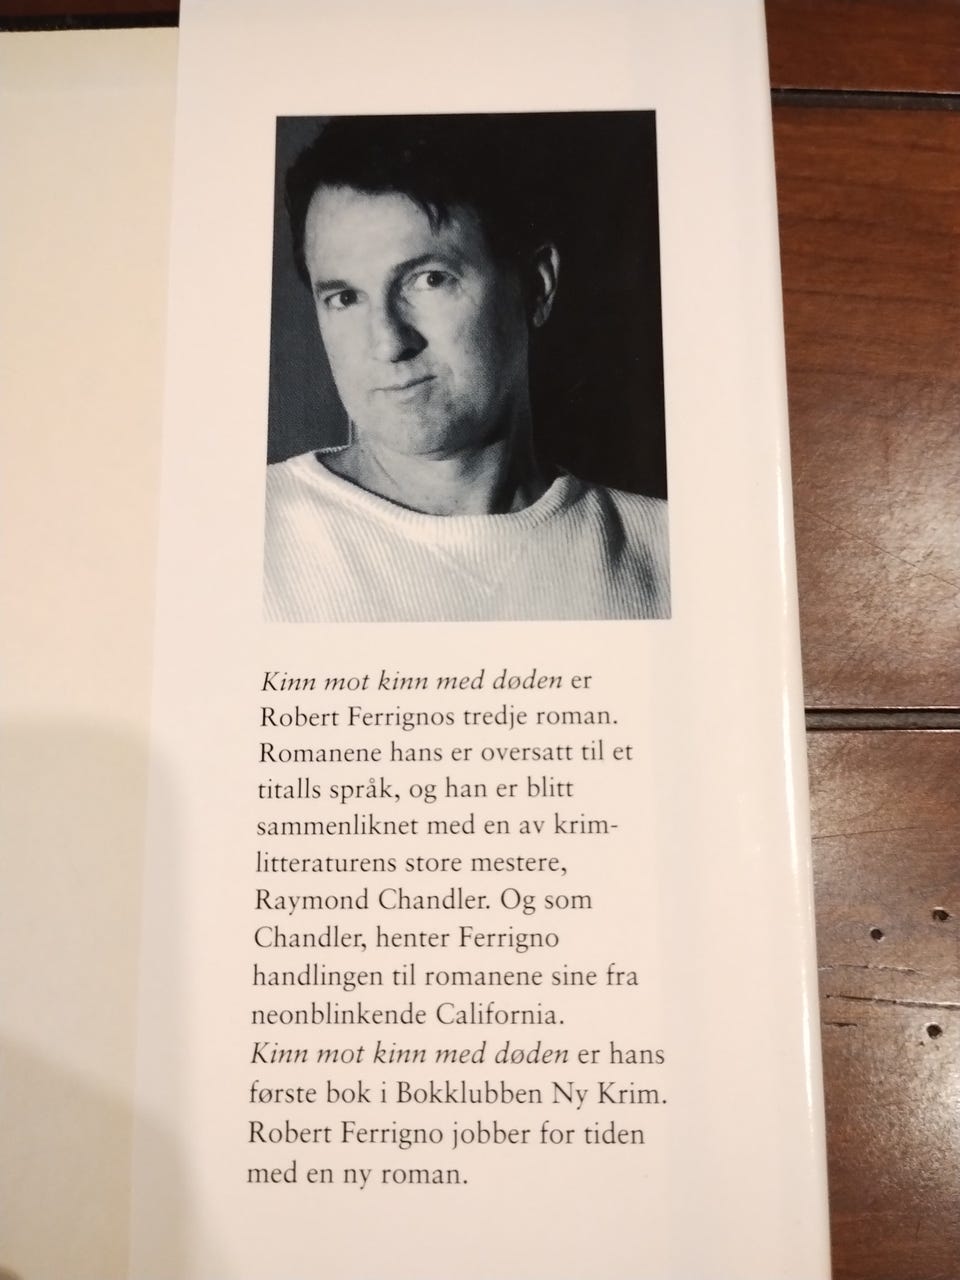 Kinn mot kinn med døden er
Robert Ferrignos tredje roman.
Romanene hans er oversatt til et
titalls språk, og han er blitt
sammenliknet med en av krim-
litteraturens store mestere,
Raymond Chandler. Og som
Chandler, henter Ferrigno
handlingen til romanene sine fra
neonblinkende California.
Kinn mot kinn med døden er hans
første bok i Bokklubben Ny Krim.
Robert Ferrigno jobber for tiden
med en ny roman.